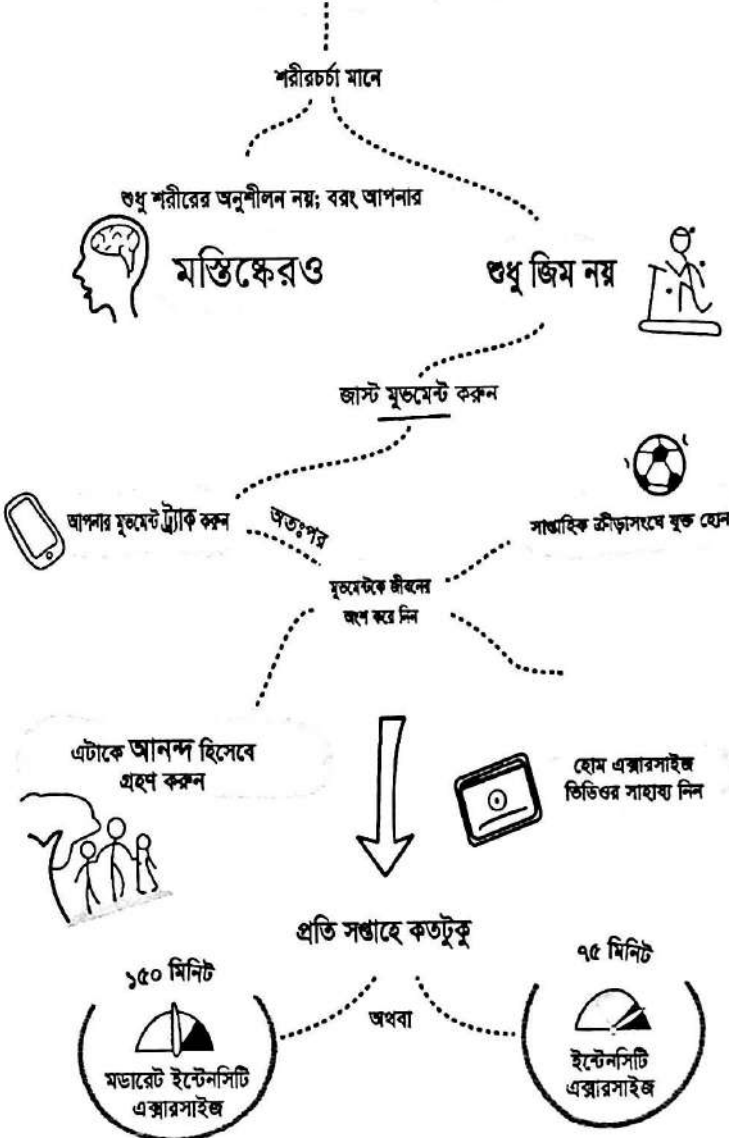 শরীরচর্চা মানে
শুধু শরীরের অনুশীলন নয়; বরং আপনার
মস্তিষ্কেরও
শুধু জিম নয়
জাস্ট মুভমেন্ট করুন
আপনার মুভমেন্ট ট্র্যাক করুন
অতঃপর
সাপ্তাহিক ক্রীড়াসংঘে যুক্ত হোন
মুভমেন্টকে জীবনের
অংশ করে নিন
এটাকে আনন্দ হিসেবে
গ্রহণ করুন
হোম এক্সারসাইজ
ভিডিওর সাহায্য নিন
প্রতি সপ্তাহে কতটুকু
১৫০ মিনিট
মডারেট ইন্টেনসিটি
এক্সারসাইজ
অথবা
৭৫ মিনিট
ইন্টেনসিটি
এক্সারসাইজ